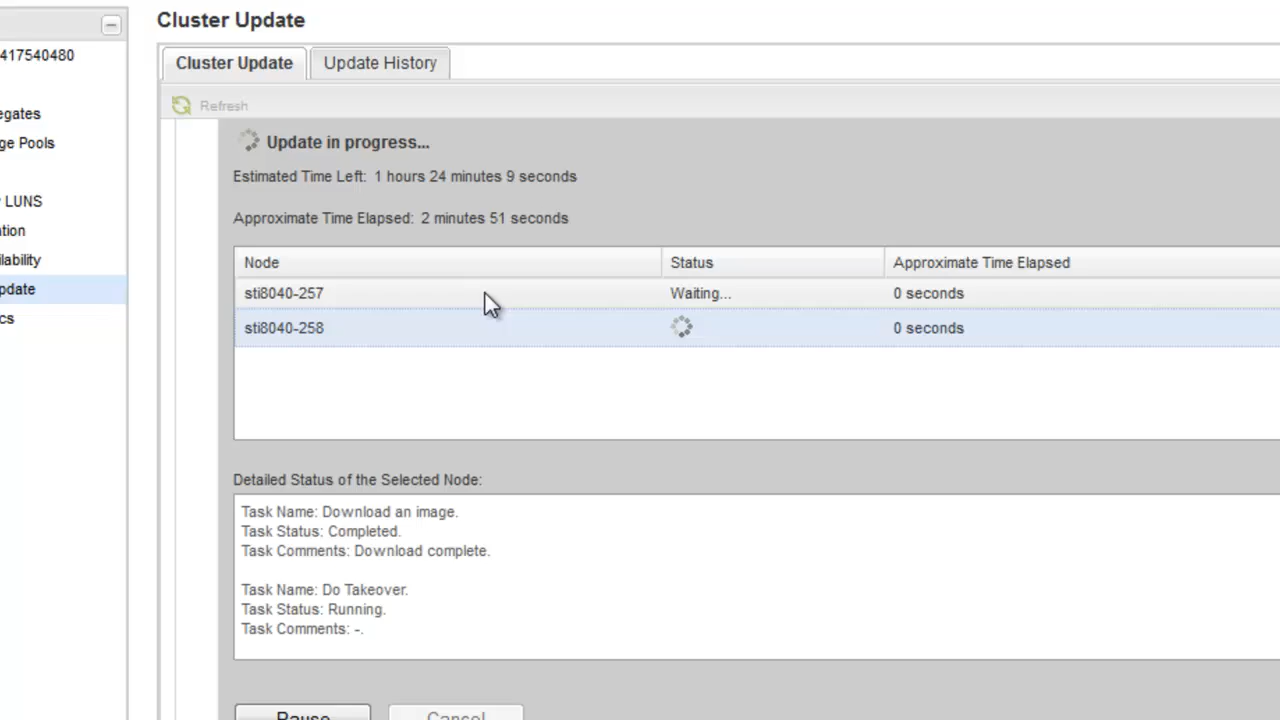 Cluster Update
417540480
Cluster Update
Update History
egates
Refresh
ge Pools
Update in progress...
Estimated Time Left: 1 hours 24 minutes 9 seconds
LUNS
Approximate Time Elapsed: 2 minutes 51 seconds
tion
lability
Node Status Approximate Time Elapsed
pdate
sti8040-257 Waiting... 0 seconds
cs
sti8040-258 0 seconds
Detailed Status of the Selected Node:
Task Name: Download an image.
Task Status: Completed.
Task Comments: Download complete.
Task Name: Do Takeover.
Task Status: Running.
Task Comments: -.
Pause Cancel